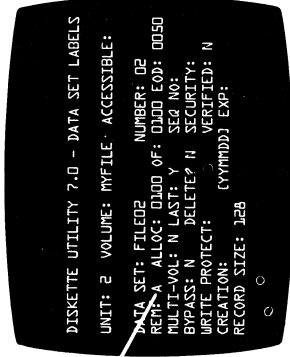 DISKETTE UTILITY 7.0 - DATA SET LABELS
UNIT: 2 VOLUME: MYFILE ACCESSIBLE:
DATA SET: FILE02 NUMBER: 02
REM: A ALLOC: 0100 OF: 0100 EOD: 0050
MULTI-VOL: N LAST: Y SEQ NO:
BYPASS: N DELETE? N SECURITY:
WRITE PROTECT: VERIFIED: N
CREATION: [YYMMDD] EXP:
RECORD SIZE: 128